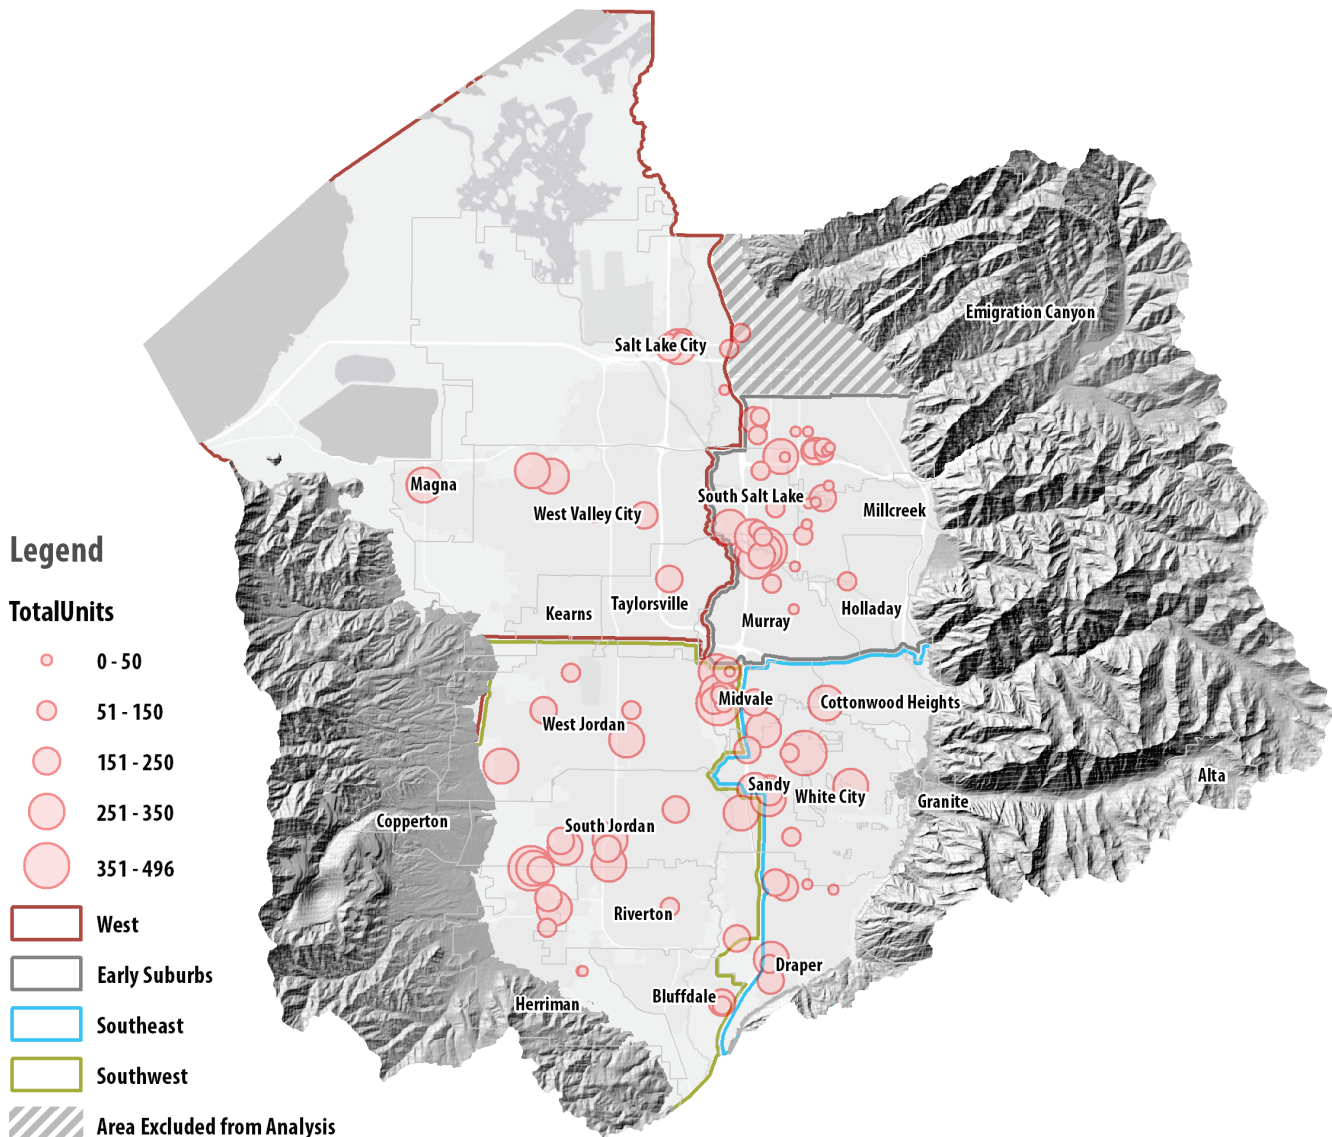 Emigration Canyon
Salt Lake City
Magna
South Salt Lake
West Valley City
Millcreek
Legend
TotalUnits
Kearns
Taylorsville
Murray
Holladay
0 - 50
51 - 150
151 - 250
251 - 350
351 - 496
West
Early Suburbs
Southeast
Southwest
Area Excluded from Analysis
Midvale
Cottonwood Heights
West Jordan
Sandy
White City
Granite
Alta
Copperton
South Jordan
Riverton
Draper
Herriman
Bluffdale